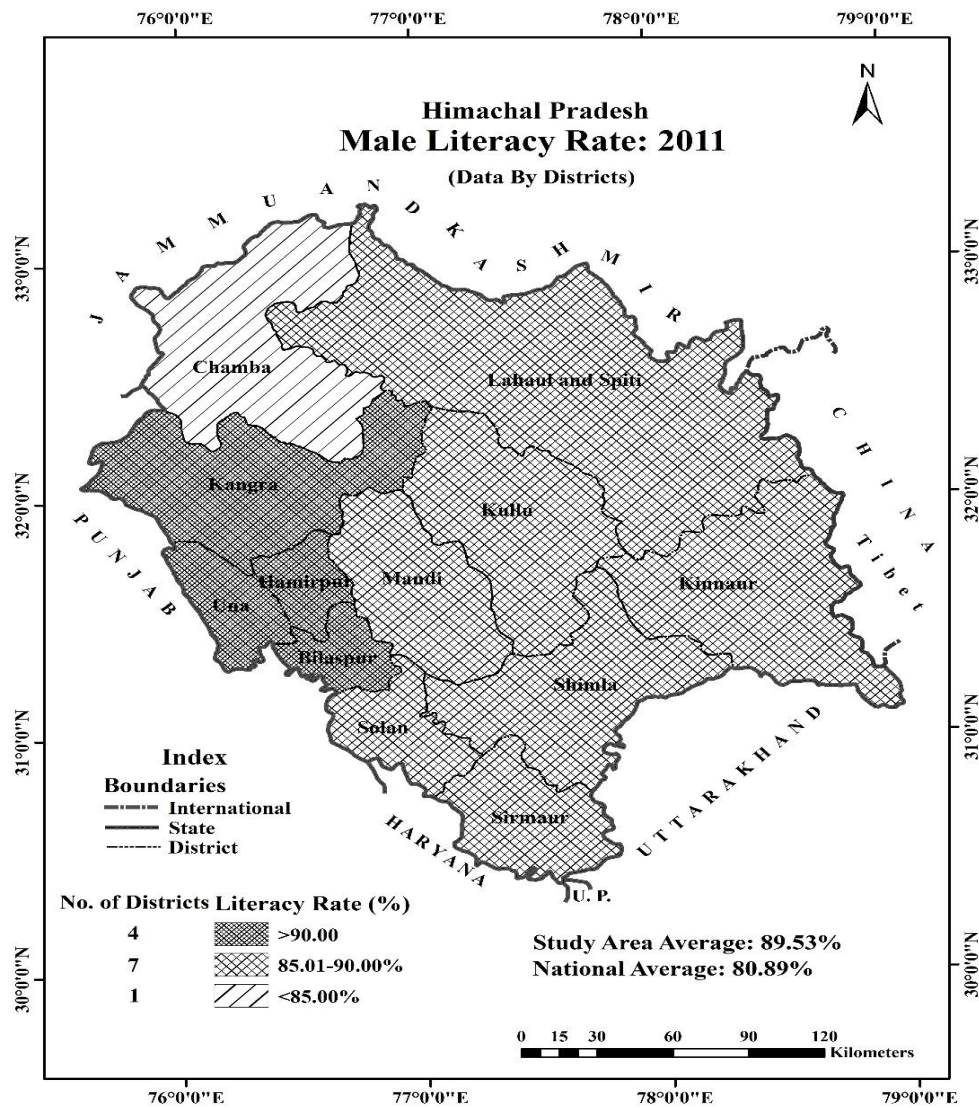 76°0'0"E 77°0'0"E 78°0'0"E 79°0'0"E
N
Himachal Pradesh
Male Literacy Rate: 2011
(Data By Districts)
JAMMU AND KASHMIR
33°0'0"N 33°0'0"N
Chamba
Lahaul and Spiti
CHINA
Kangra
32°0'0"N 32°0'0"N
Kullu
PUNJAB
Tibet
Hamirpur
Mandi
Kinnaur
Una
Bilaspur
Shimla
Solan
31°0'0"N 31°0'0"N
UTTARAKHAND
Sirmaur
HARYANA
U. P.
Index
Boundaries
International
State
District
No. of Districts Literacy Rate (%)
4 >90.00
7 85.01-90.00%
1 <85.00%
Study Area Average: 89.53%
National Average: 80.89%
30°0'0"N 30°0'0"N
0 15 30 60 90 120
Kilometers
76°0'0"E 77°0'0"E 78°0'0"E 79°0'0"E